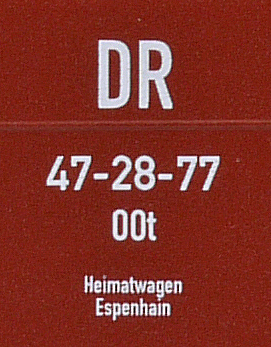 DR
47-28-77
00t
Heimatwagen
Espenhain